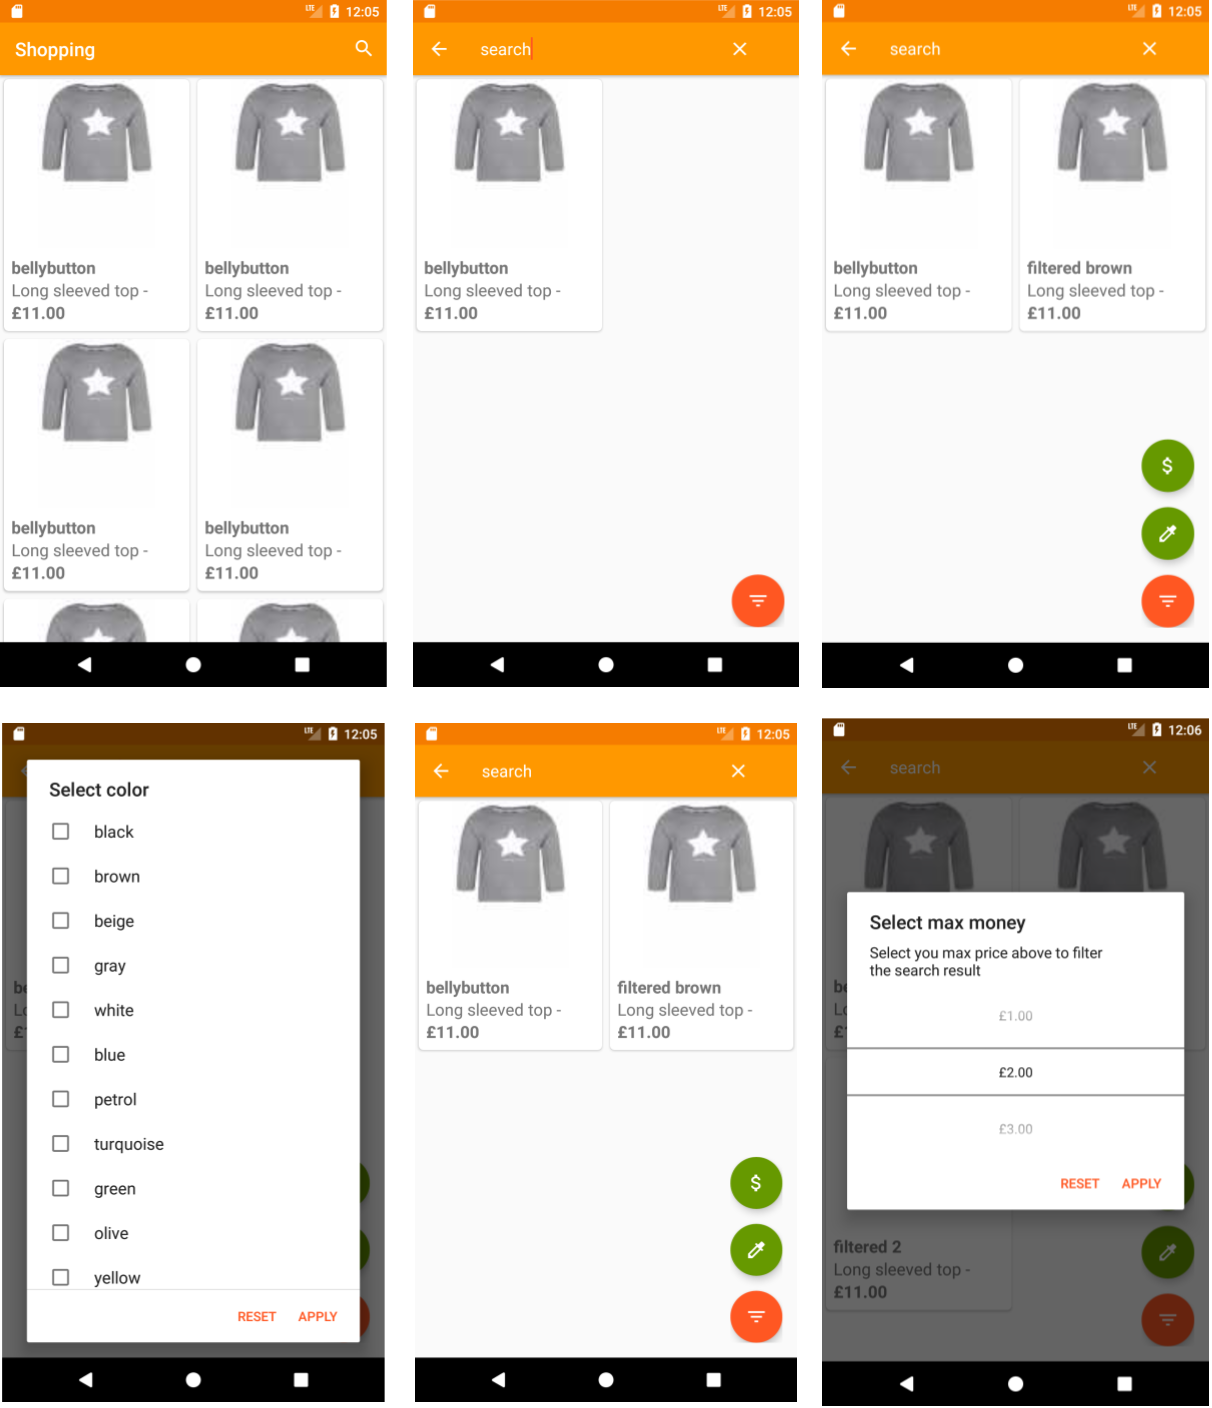 LTE 12:05
Shopping
bellybutton
Long sleeved top -
£11.00
bellybutton
Long sleeved top -
£11.00
bellybutton
Long sleeved top -
£11.00
bellybutton
Long sleeved top -
£11.00
LTE 12:05
search
bellybutton
Long sleeved top -
£11.00
LTE 12:05
search
bellybutton
Long sleeved top -
£11.00
filtered brown
Long sleeved top -
£11.00
$
LTE 12:05
Select color
black
brown
beige
gray
white
blue
petrol
turquoise
green
olive
yellow
RESET APPLY
be
Lo
£
LTE 12:05
search
bellybutton
Long sleeved top -
£11.00
filtered brown
Long sleeved top -
£11.00
$
LTE 12:06
search
Select max money
Select you max price above to filter
the search result
£1.00
£2.00
£3.00
RESET APPLY
be
Lo
£
filtered 2
Long sleeved top -
£11.00